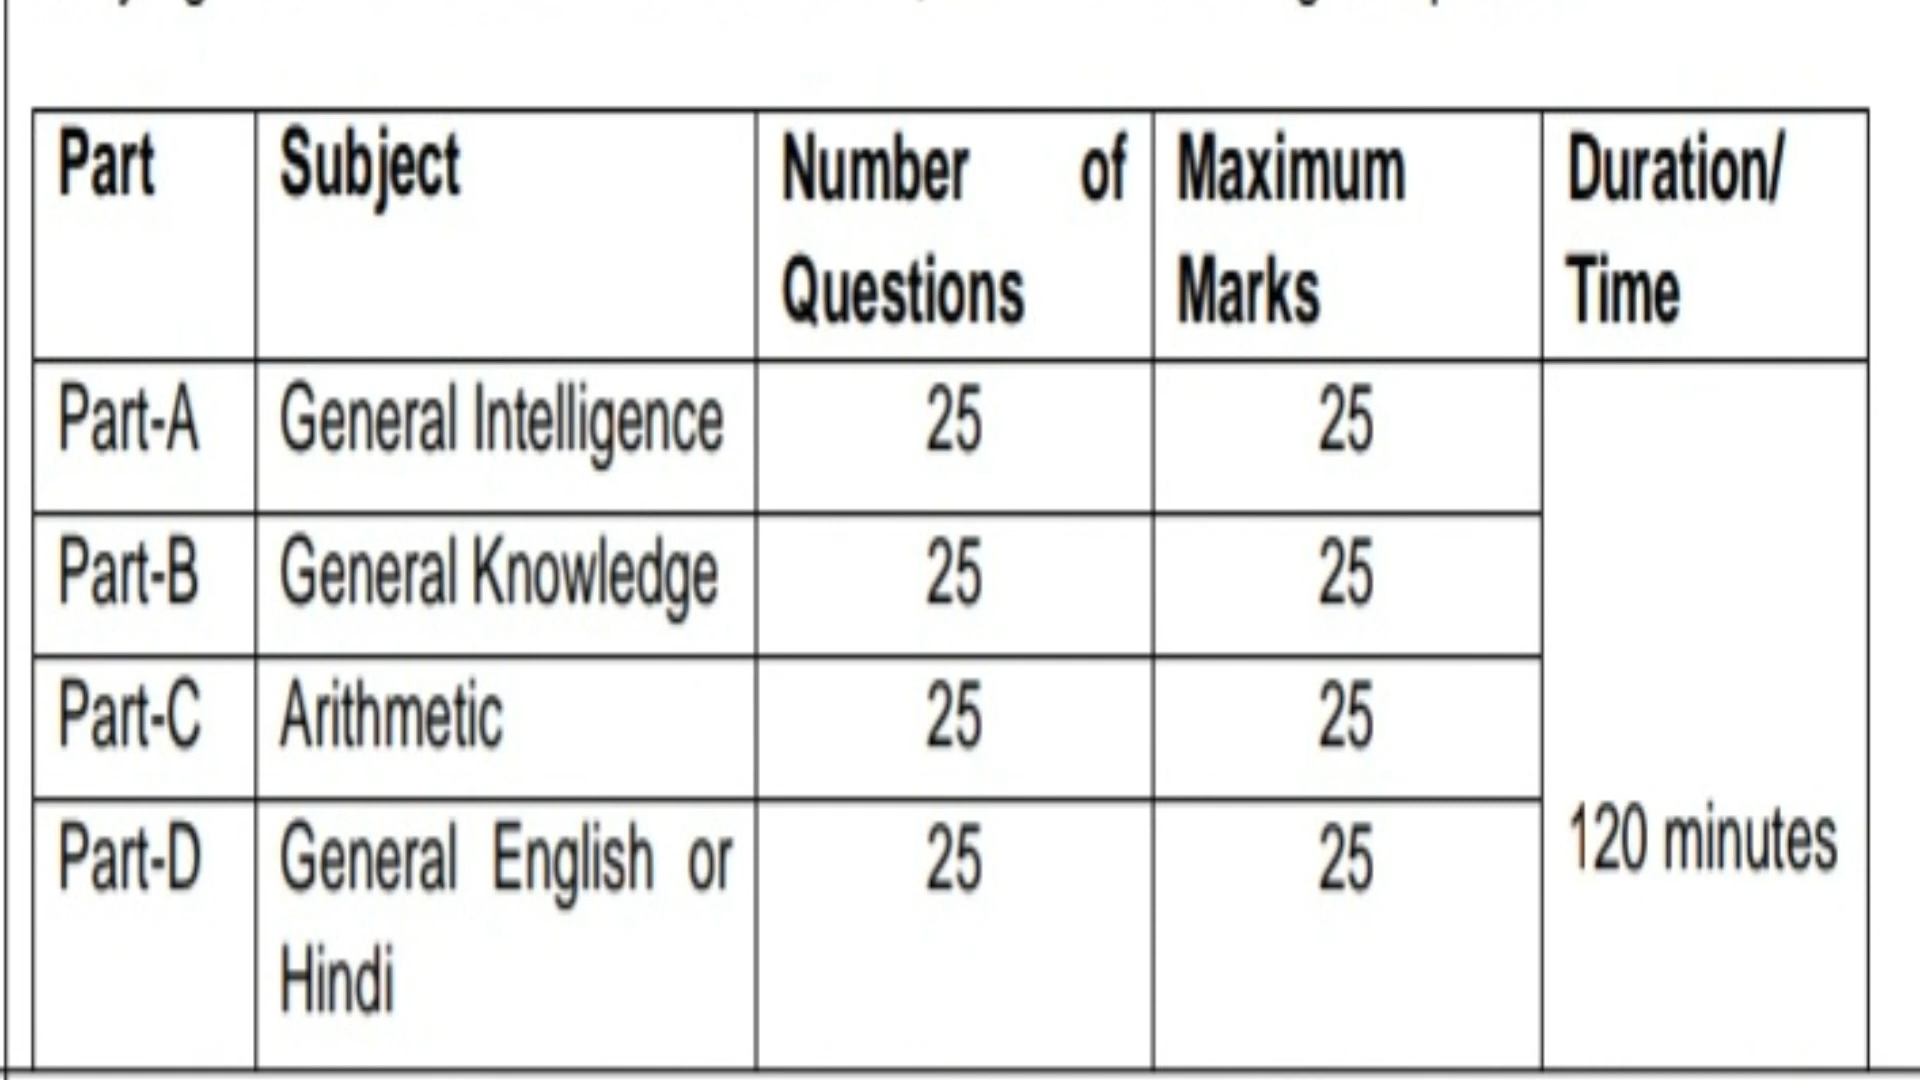 Part Subject Number of Maximum Duration/
Questions Marks Time
Part-A General Intelligence 25 25
Part-B General Knowledge 25 25
Part-C Arithmetic 25 25
Part-D General English or 25 25 120 minutes
Hindi